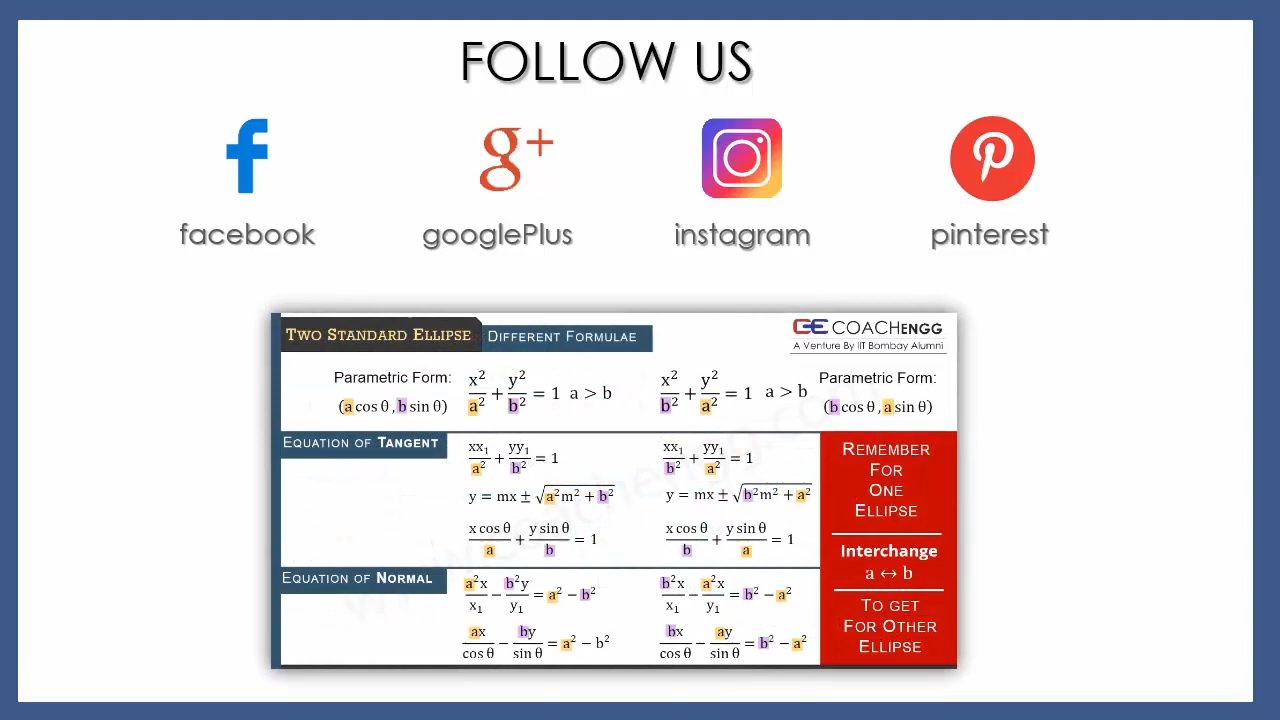 FOLLOW US
facebook
googlePlus
instagram
pinterest
TWO STANDARD ELLIPSE
DIFFERENT FORMULAE
COACHENGG
A Venture By IIT Bombay Alumni
Parametric Form:
(a cos θ , b sin θ)
x²/a² + y²/b² = 1 a > b
x²/b² + y²/a² = 1 a > b
Parametric Form:
(b cos θ , a sin θ)
EQUATION OF TANGENT
xx₁/a² + yy₁/b² = 1
xx₁/b² + yy₁/a² = 1
y = mx ± √(a²m² + b²)
y = mx ± √(b²m² + a²)
x cos θ/a + y sin θ/b = 1
x cos θ/b + y sin θ/a = 1
EQUATION OF NORMAL
a²x/x₁ − b²y/y₁ = a² − b²
b²x/x₁ − a²x/y₁ = b² − a²
ax/cos θ − by/sin θ = a² − b²
bx/cos θ − ay/sin θ = b² − a²
REMEMBER
FOR
ONE
ELLIPSE
Interchange
a ↔ b
TO GET
FOR OTHER
ELLIPSE
www.coachengg.com